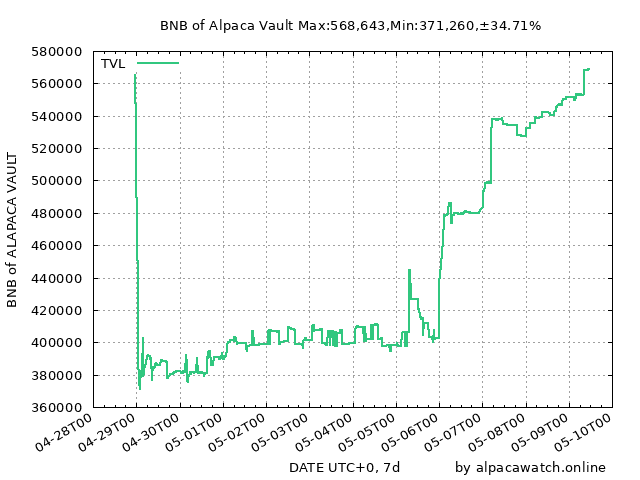 BNB of Alpaca Vault Max:568,643,Min:371,260,±34.71%
TVL
580000
560000
540000
520000
500000
480000
460000
440000
420000
400000
380000
360000
BNB of ALAPACA VAULT
04-28T00
04-29T00
04-30T00
05-01T00
05-02T00
05-03T00
05-04T00
05-05T00
05-06T00
05-07T00
05-08T00
05-09T00
05-10T00
DATE UTC+0, 7d
by alpacawatch.online